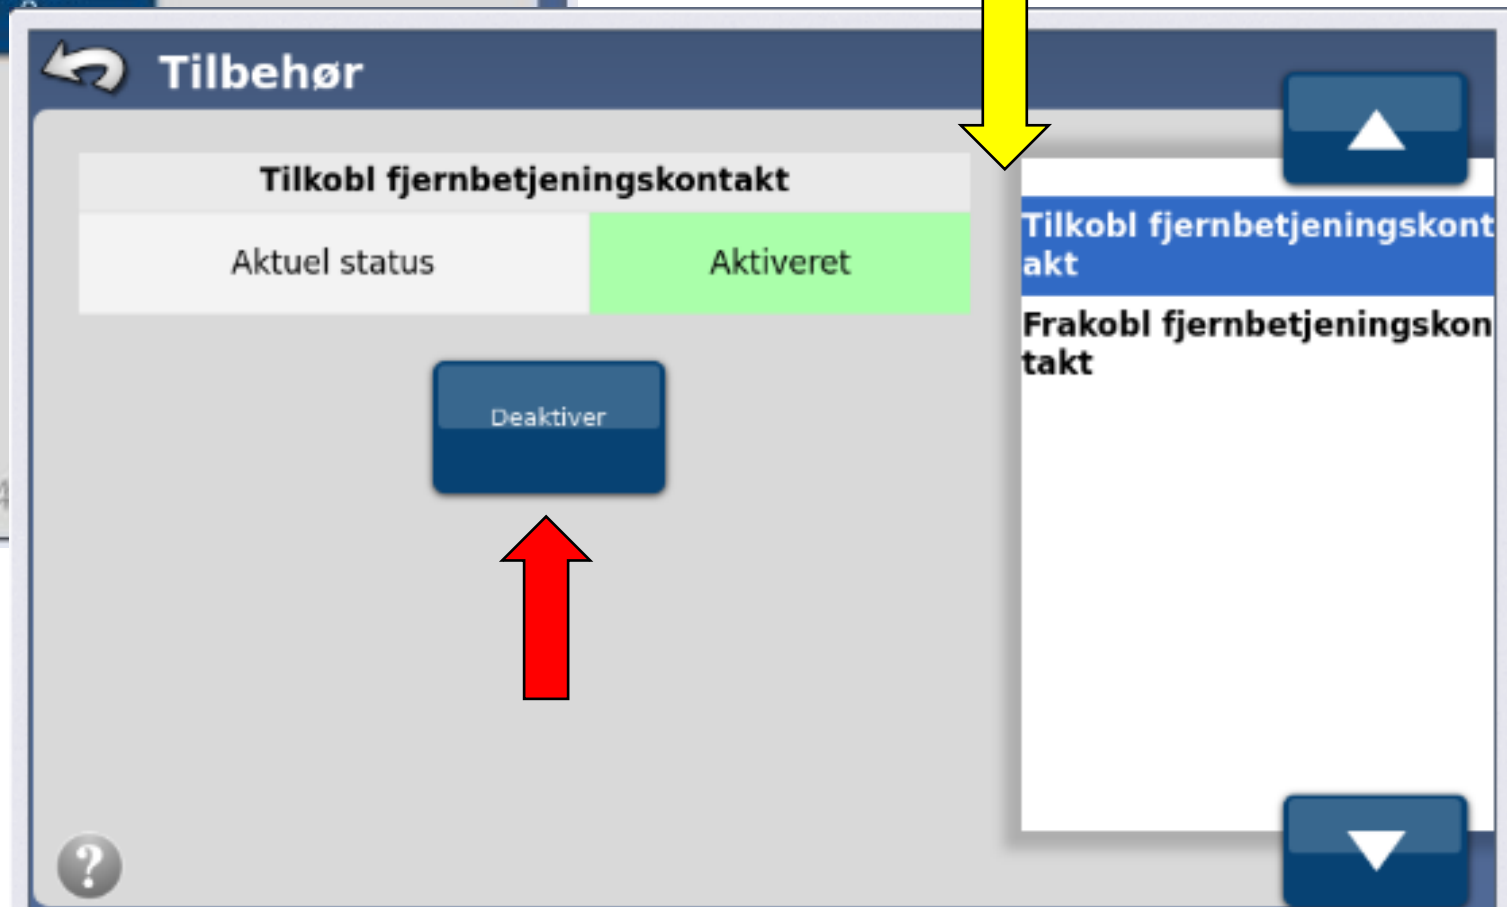 Tilbehør
Tilkobl fjernbetjeningskontakt
Aktuel status Aktiveret
Deaktiver
Tilkobl fjernbetjeningskont
akt
Frakobl fjernbetjeningskon
takt
?